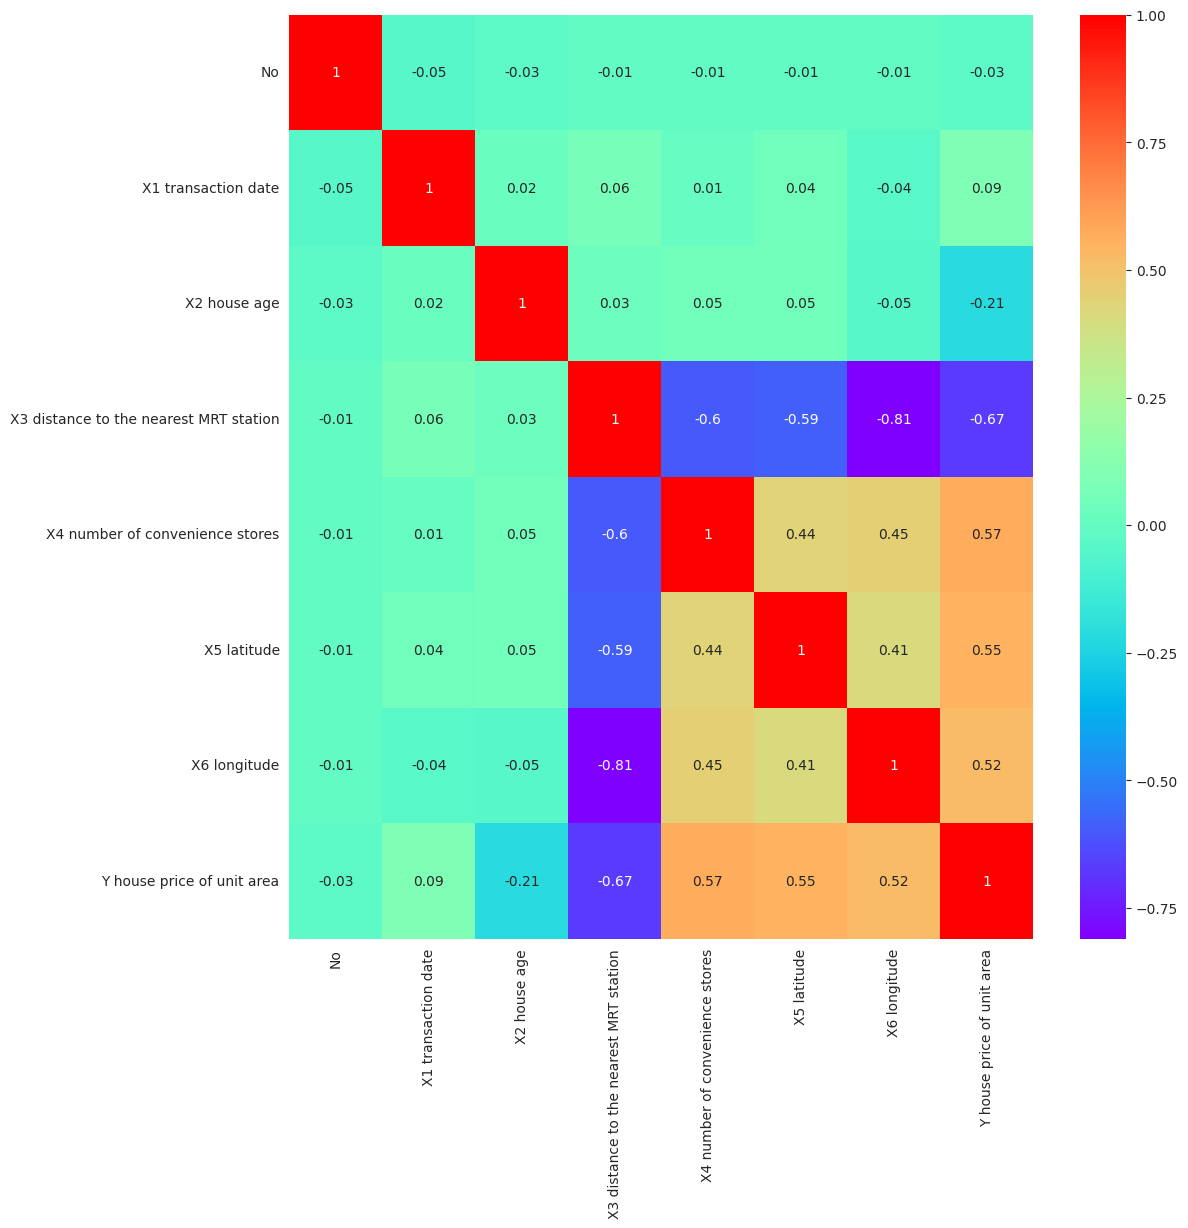 No 1 -0.05 -0.03 -0.01 -0.01 -0.01 -0.01 -0.03
X1 transaction date -0.05 1 0.02 0.06 0.01 0.04 -0.04 0.09
X2 house age -0.03 0.02 1 0.03 0.05 0.05 -0.05 -0.21
X3 distance to the nearest MRT station -0.01 0.06 0.03 1 -0.6 -0.59 -0.81 -0.67
X4 number of convenience stores -0.01 0.01 0.05 -0.6 1 0.44 0.45 0.57
X5 latitude -0.01 0.04 0.05 -0.59 0.44 1 0.41 0.55
X6 longitude -0.01 -0.04 -0.05 -0.81 0.45 0.41 1 0.52
Y house price of unit area -0.03 0.09 -0.21 -0.67 0.57 0.55 0.52 1
No
X1 transaction date
X2 house age
X3 distance to the nearest MRT station
X4 number of convenience stores
X5 latitude
X6 longitude
Y house price of unit area
1.00
0.75
0.50
0.25
0.00
−0.25
−0.50
−0.75